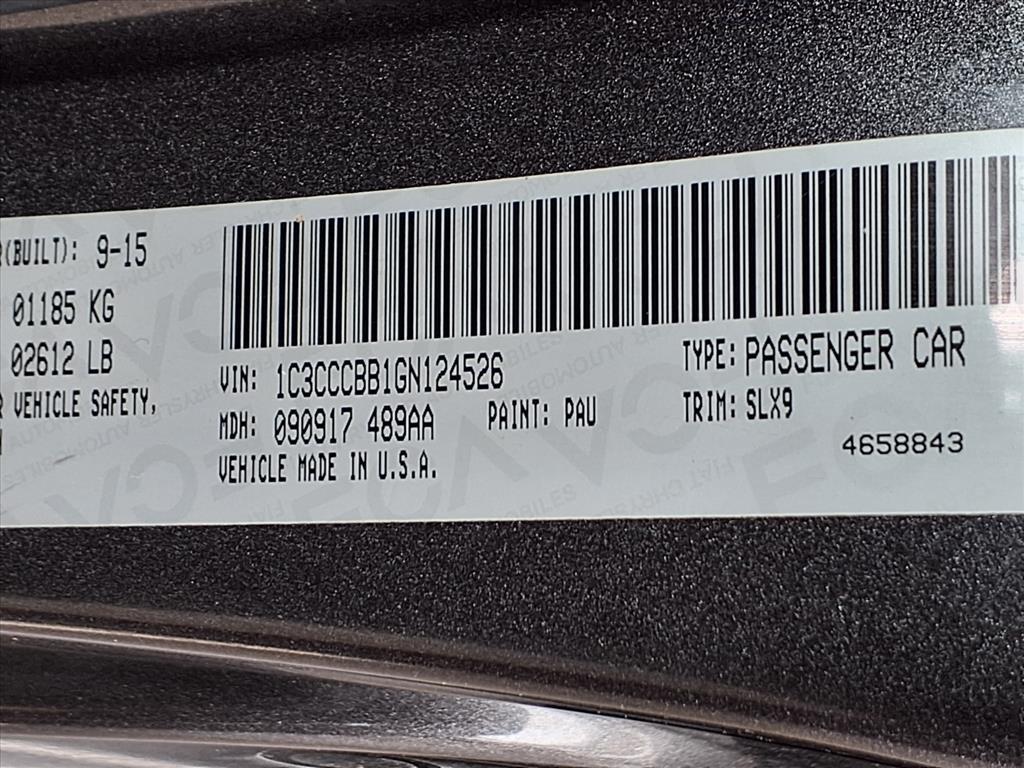 R(BUILT): 9-15
01185 KG
02612 LB
R VEHICLE SAFETY,
VIN: 1C3CCCBB1GN124526
TYPE: PASSENGER CAR
MDH: 090917 489AA
PAINT: PAU
TRIM: SLX9
VEHICLE MADE IN U.S.A.
4658843